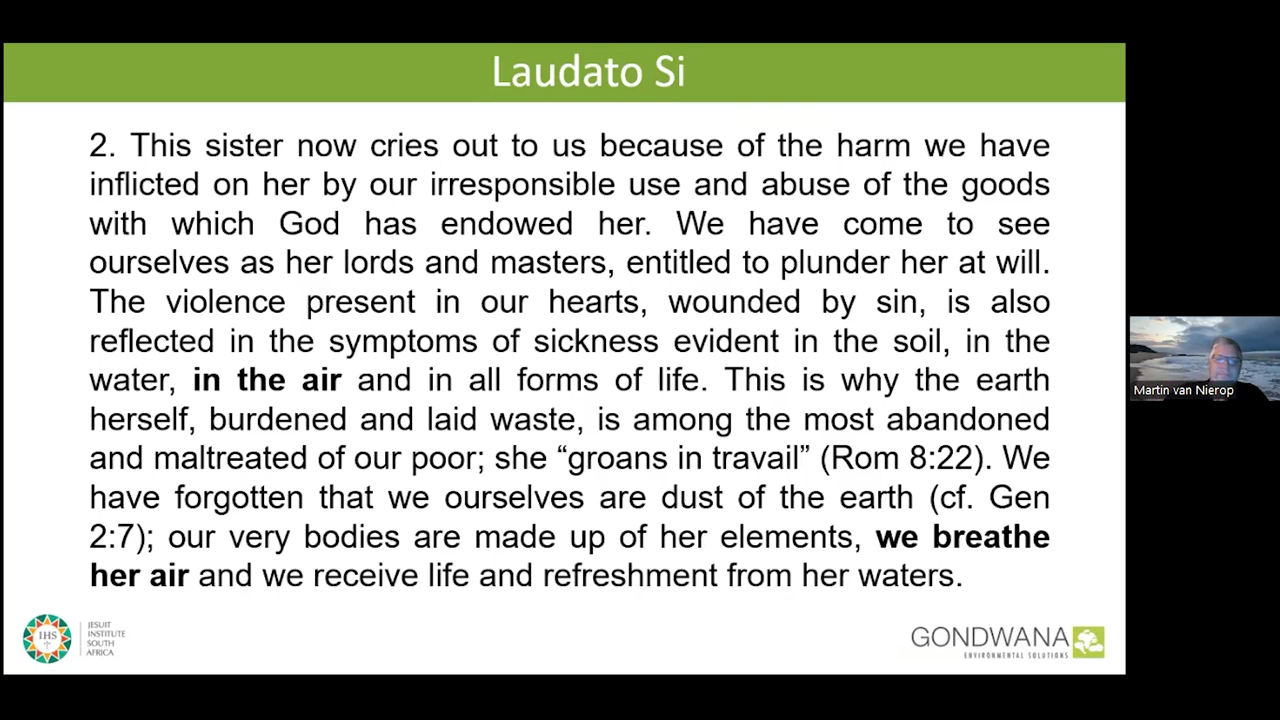 Laudato Si
2. This sister now cries out to us because of the harm we have
inflicted on her by our irresponsible use and abuse of the goods
with which God has endowed her. We have come to see
ourselves as her lords and masters, entitled to plunder her at will.
The violence present in our hearts, wounded by sin, is also
reflected in the symptoms of sickness evident in the soil, in the
water, in the air and in all forms of life. This is why the earth
herself, burdened and laid waste, is among the most abandoned
and maltreated of our poor; she “groans in travail” (Rom 8:22). We
have forgotten that we ourselves are dust of the earth (cf. Gen
2:7); our very bodies are made up of her elements, we breathe
her air and we receive life and refreshment from her waters.
Martin van Nierop
IHS
JESUIT
INSTITUTE
SOUTH
AFRICA
GONDWANA
ENVIRONMENTAL SOLUTIONS